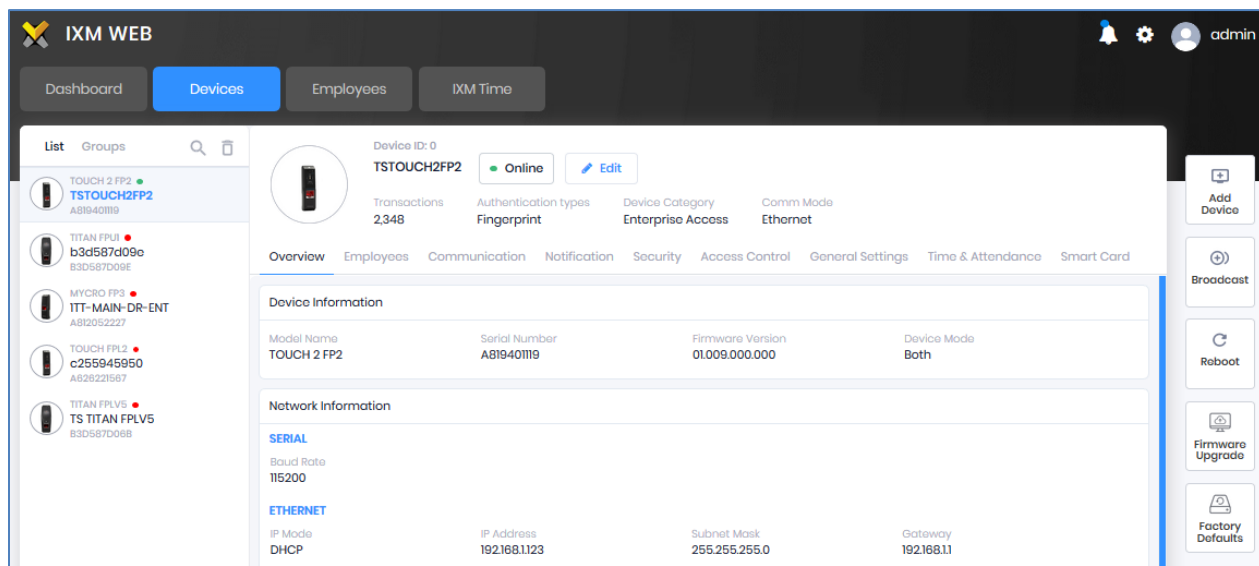 IXM WEB
admin
Dashboard Devices Employees IXM Time
List Groups
TOUCH 2 FP2
TSTOUCH2FP2
A819401119
TITAN FPU1
b3d587d09e
B3D587D09E
MYCRO FP3
1TT-MAIN-DR-ENT
A812052227
TOUCH FPL2
c255945950
A626221567
TITAN FPLV5
TS TITAN FPLV5
B3D587D06B
Device ID: 0
TSTOUCH2FP2 Online Edit
Transactions Authentication types Device Category Comm Mode
2,348 Fingerprint Enterprise Access Ethernet
Overview Employees Communication Notification Security Access Control General Settings Time & Attendance Smart Card
Device Information
Model Name Serial Number Firmware Version Device Mode
TOUCH 2 FP2 A819401119 01.009.000.000 Both
Network Information
SERIAL
Baud Rate
115200
ETHERNET
IP Mode IP Address Subnet Mask Gateway
DHCP 192.168.1.123 255.255.255.0 192.168.1.1
Add
Device
Broadcast
Reboot
Firmware
Upgrade
Factory
Defaults